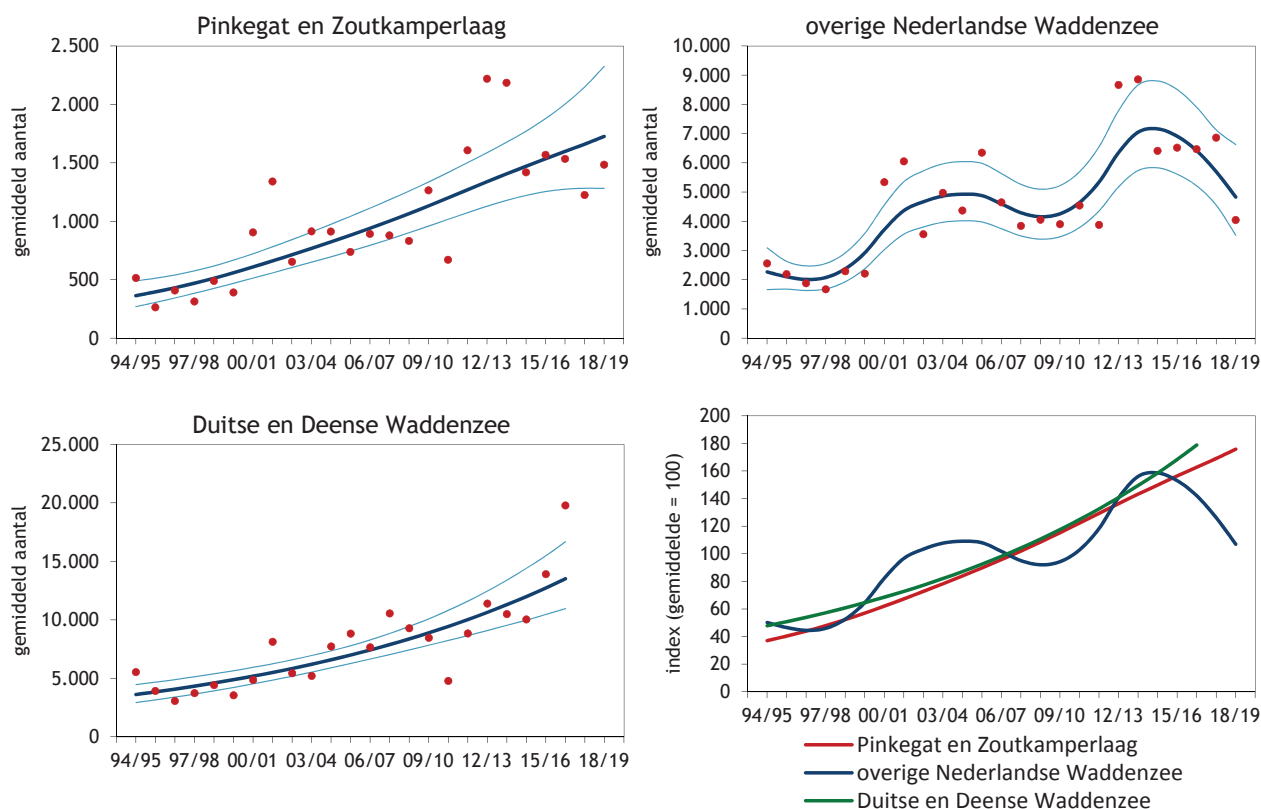 Pinkegat en Zoutkamperlaag
gemiddeld aantal
2.500
2.000
1.500
1.000
500
0
94/95 97/98 00/01 03/04 06/07 09/10 12/13 15/16 18/19
overige Nederlandse Waddenzee
gemiddeld aantal
10.000
9.000
8.000
7.000
6.000
5.000
4.000
3.000
2.000
1.000
0
94/95 97/98 00/01 03/04 06/07 09/10 12/13 15/16 18/19
Duitse en Deense Waddenzee
gemiddeld aantal
25.000
20.000
15.000
10.000
5.000
0
94/95 97/98 00/01 03/04 06/07 09/10 12/13 15/16 18/19
index (gemiddelde = 100)
200
180
160
140
120
100
80
60
40
20
0
94/95 97/98 00/01 03/04 06/07 09/10 12/13 15/16 18/19
Pinkegat en Zoutkamperlaag
overige Nederlandse Waddenzee
Duitse en Deense Waddenzee